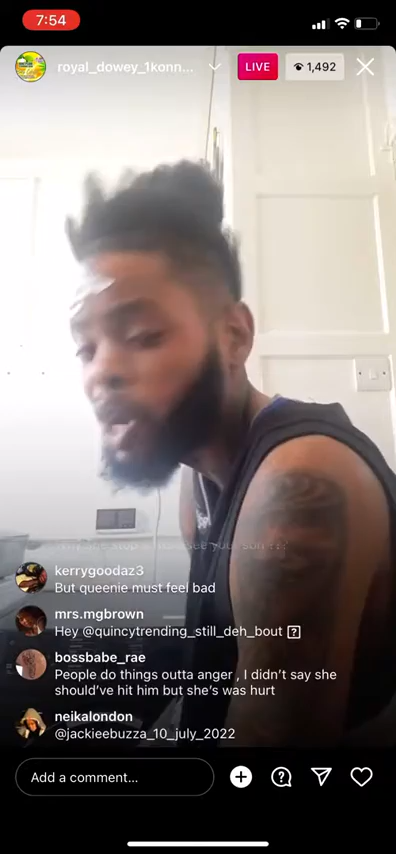 7:54
royal_dowey_1konn...
LIVE
1,492
kerrygoodaz3
But queenie must feel bad
mrs.mgbrown
Hey @quincytrending_still_deh_bout
bossbabe_rae
People do things outta anger , I didn't say she
should've hit him but she's was hurt
neikalondon
@jackieebuzza_10_july_2022
Add a comment...